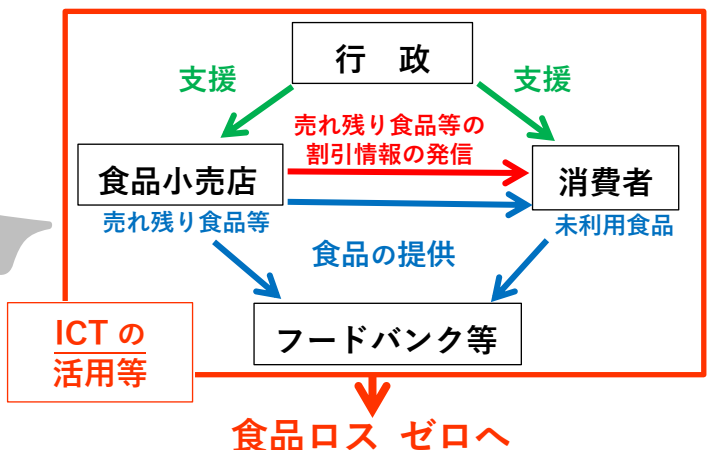 行　政
支援
支援
売れ残り食品等の
割引情報の発信
食品小売店
消費者
売れ残り食品等
未利用食品
食品の提供
フードバンク等
ICT の
活用等
食品ロス ゼロへ